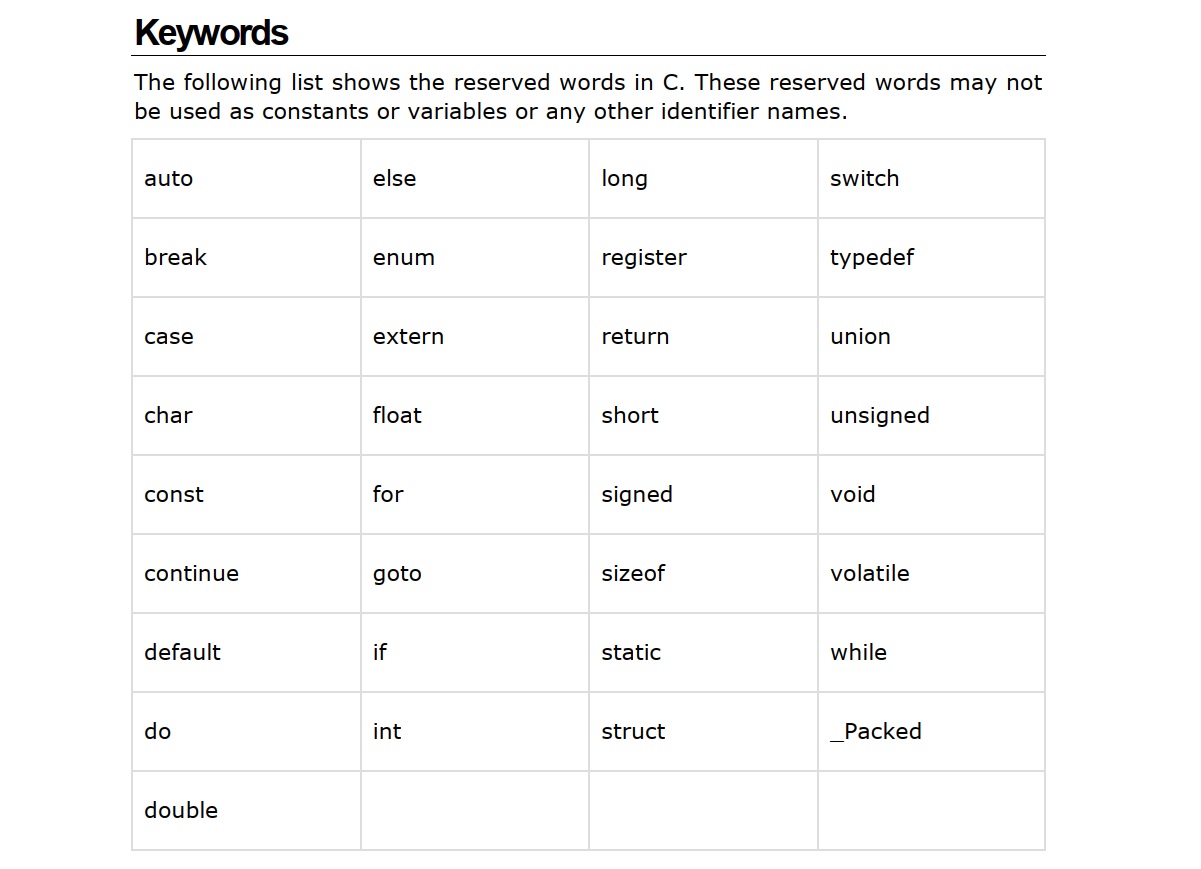 Keywords
The following list shows the reserved words in C. These reserved words may not
be used as constants or variables or any other identifier names.
auto else long switch
break enum register typedef
case extern return union
char float short unsigned
const for signed void
continue goto sizeof volatile
default if static while
do int struct _Packed
double